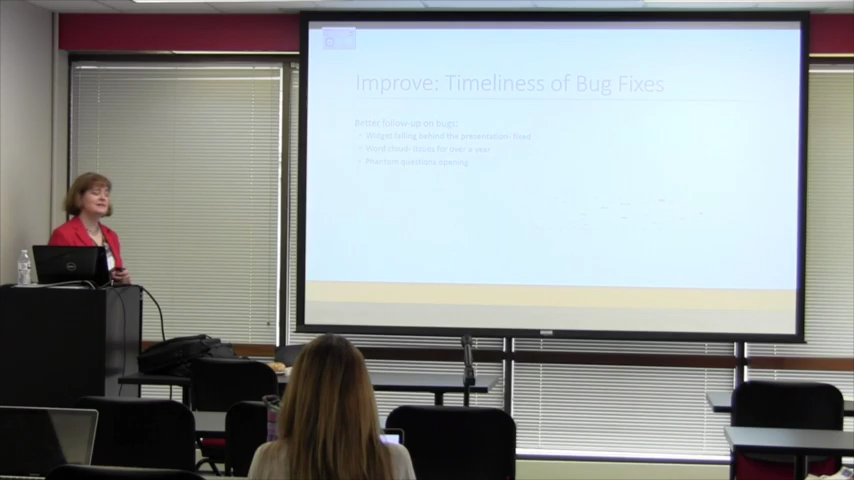 Improve: Timeliness of Bug Fixes
Better follow-up on bugs:
Widget falling behind the presentation- fixed
Word cloud- issues for over a year
Phantom questions opening